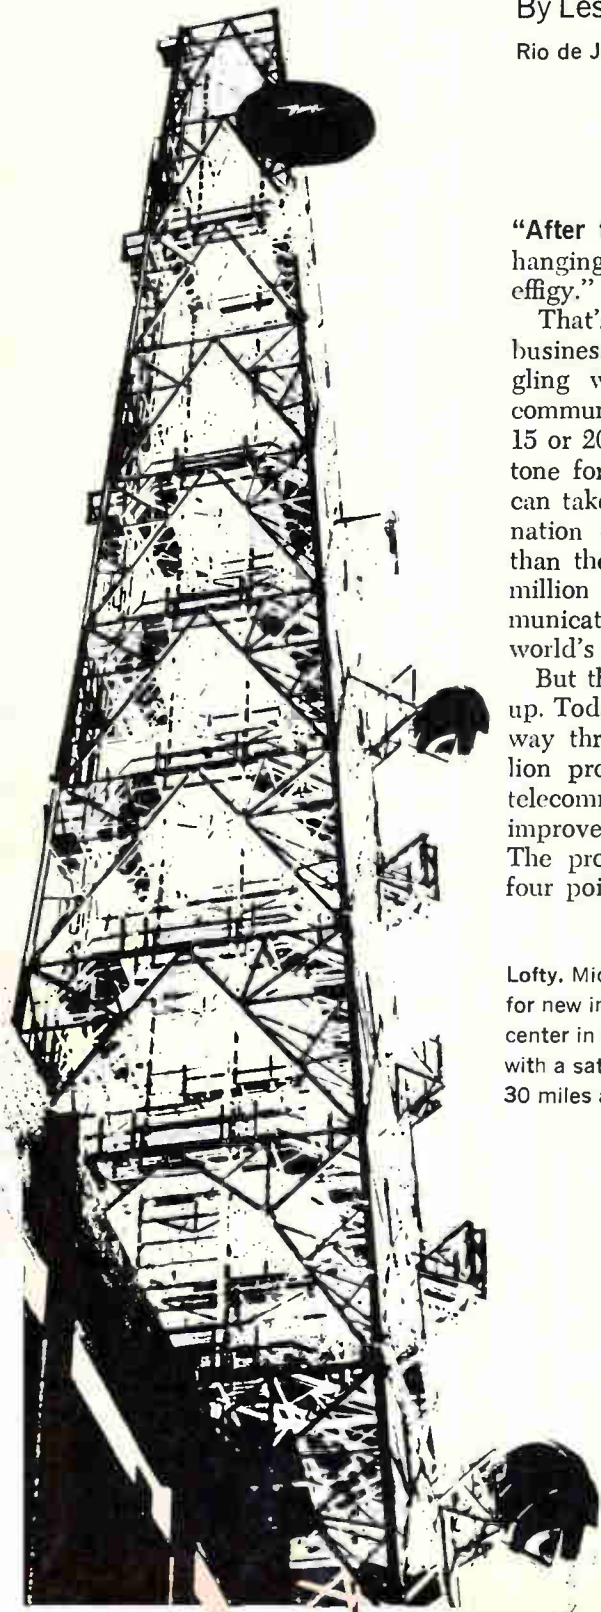 By Les
Rio de J
"After
hanging
effigy."
That'
busines
gling
commun
15 or 20
tone for
can take
nation
than the
million
municat
world's
But th
up. Tod
way thr
lion pro
telecomm
improve
The pro
four poi
Lofty. Mic
for new in
center in
with a sat
30 miles a